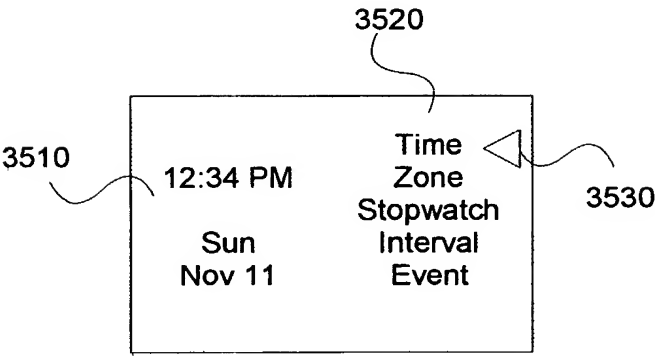 3520
3510
12:34 PM
Sun
Nov 11
Time
Zone
Stopwatch
Interval
Event
3530